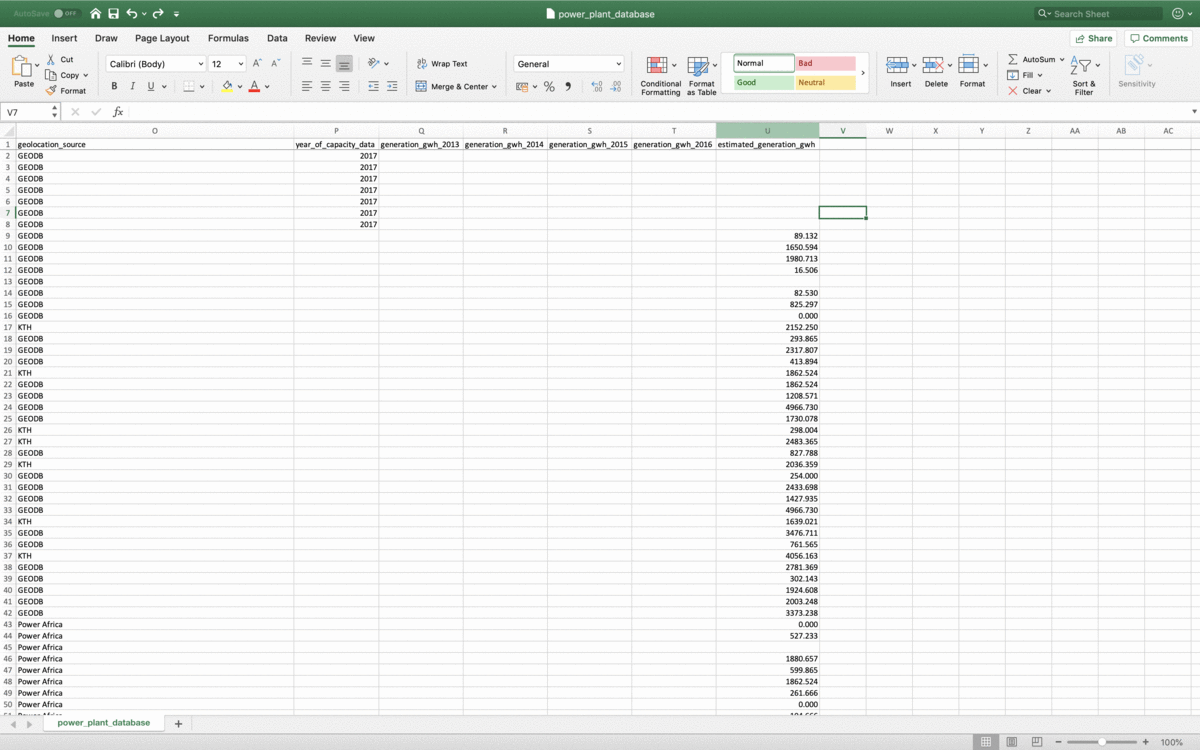 AutoSave OFF power_plant_database Search Sheet
Home Insert Draw Page Layout Formulas Data Review View Share Comments
Paste Cut Copy Format Calibri (Body) 12 A^ A˅ B I U A ab Wrap Text Merge & Center General % Conditional Formatting Format as Table Normal Bad Good Neutral Insert Delete Format AutoSum Fill Clear Sort & Filter Sensitivity
V7 fx
O P Q R S T U V W X Y Z AA AB AC
1 geolocation_source year_of_capacity_data generation_gwh_2013 generation_gwh_2014 generation_gwh_2015 generation_gwh_2016 estimated_generation_gwh
2 GEODB 2017
3 GEODB 2017
4 GEODB 2017
5 GEODB 2017
6 GEODB 2017
7 GEODB 2017
8 GEODB 2017
9 GEODB 89.132
10 GEODB 1650.594
11 GEODB 1980.713
12 GEODB 16.506
13 GEODB
14 GEODB 82.530
15 GEODB 825.297
16 GEODB 0.000
17 KTH 2152.250
18 GEODB 293.865
19 GEODB 2317.807
20 GEODB 413.894
21 KTH 1862.524
22 GEODB 1862.524
23 GEODB 1208.571
24 GEODB 4966.730
25 GEODB 1730.078
26 KTH 298.004
27 KTH 2483.365
28 GEODB 827.788
29 KTH 2036.359
30 GEODB 254.000
31 GEODB 2433.698
32 GEODB 1427.935
33 GEODB 4966.730
34 KTH 1639.021
35 GEODB 3476.711
36 GEODB 761.565
37 KTH 4056.163
38 GEODB 2781.369
39 GEODB 302.143
40 GEODB 1924.608
41 GEODB 2003.248
42 GEODB 3373.238
43 Power Africa 0.000
44 Power Africa 527.233
45 Power Africa
46 Power Africa 1880.657
47 Power Africa 599.865
48 Power Africa 1862.524
49 Power Africa 261.666
50 Power Africa 0.000
power_plant_database +
100%